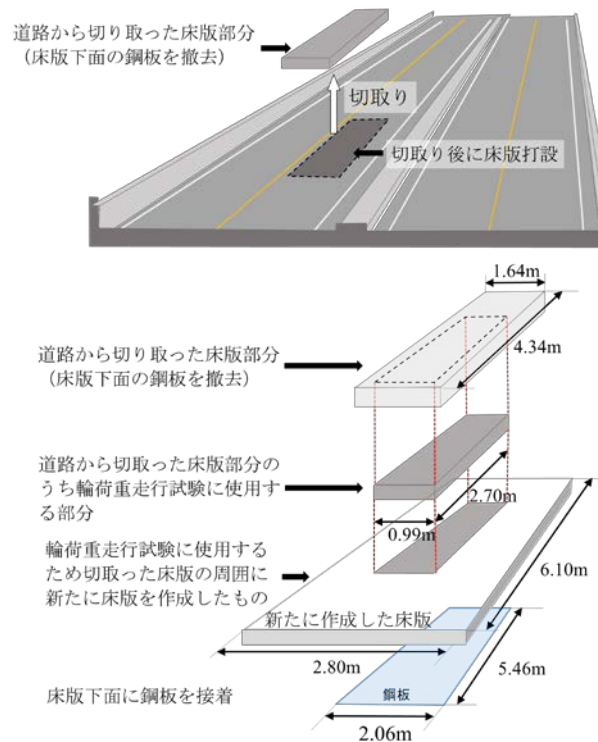 道路から切り取った床版部分
（床版下面の鋼板を撤去）
切取り
切取り後に床版打設
1.64m
4.34m
道路から切り取った床版部分
（床版下面の鋼板を撤去）
道路から切取った床版部分の
うち輪荷重走行試験に使用す
る部分
2.70m
0.99m
輪荷重走行試験に使用する
ため切取った床版の周囲に
新たに床版を作成したもの
6.10m
新たに作成した床版
2.80m
5.46m
床版下面に鋼板を接着
鋼板
2.06m